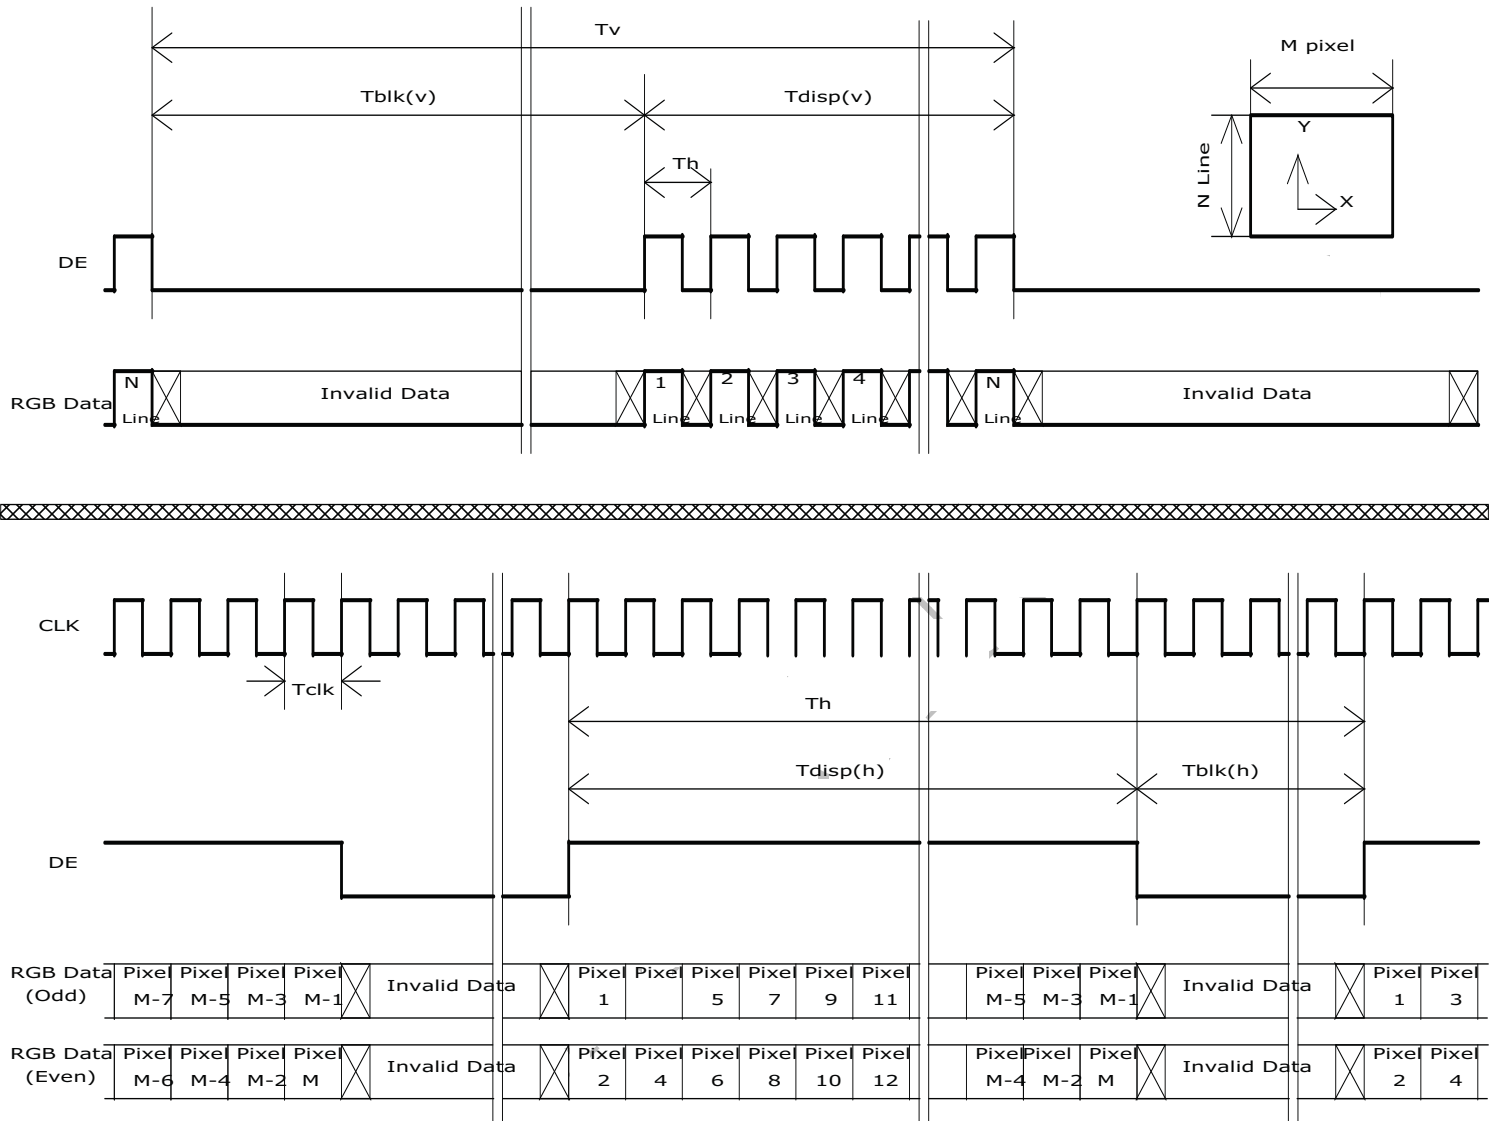 Tv
M pixel
Tblk(v)
Tdisp(v)
Y
Th
N Line
X
DE
N
Line
1
Line
2
Line
3
Line
4
Line
N
Line
RGB Data
Invalid Data
Invalid Data
CLK
Tclk
Th
Tdisp(h)
Tblk(h)
DE
RGB Data
(Odd)
Pixel Pixel Pixel Pixel
M-7 M-5 M-3 M-1
Invalid Data
Pixel Pixel Pixel Pixel Pixel Pixel
1 5 7 9 11
Pixel Pixel Pixel
M-5 M-3 M-1
Invalid Data
Pixel Pixel
1 3
RGB Data
(Even)
Pixel Pixel Pixel Pixel
M-6 M-4 M-2 M
Invalid Data
Pixel Pixel Pixel Pixel Pixel Pixel
2 4 6 8 10 12
Pixel Pixel Pixel
M-4 M-2 M
Invalid Data
Pixel Pixel
2 4